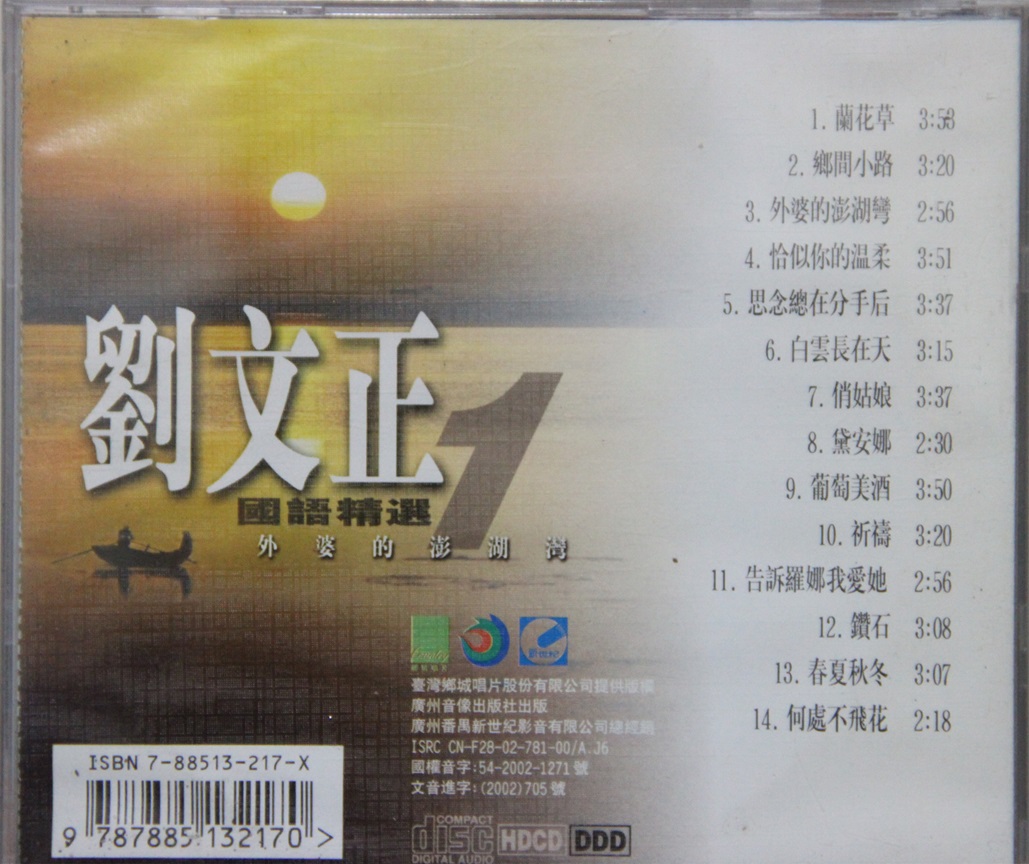 1. 蘭花草 3:53
2. 鄉間小路 3:20
3. 外婆的澎湖彎 2:56
4. 恰似你的温柔 3:51
5. 思念總在分手后 3:37
6. 白雲長在天 3:15
7. 俏姑娘 3:37
8. 黛安娜 2:30
9. 葡萄美酒 3:50
10. 祈禱 3:20
11. 告訴羅娜我愛她 2:56
12. 鑽石 3:08
13. 春夏秋冬 3:07
14. 何處不飛花 2:18
劉文正 1
國語精選
外婆的澎湖灣
新世紀
臺灣鄉城唱片股份有限公司提供版權
廣州音像出版社出版
廣州番禺新世紀影音有限公司總經銷
ISRC CN-F28-02-781-00/A.J6
國權音字:54-2002-1271號
文音進字:(2002)705號
ISBN 7-88513-217-X
9 787885 132170 >
COMPACT
disc HDCD DDD
DIGITAL AUDIO